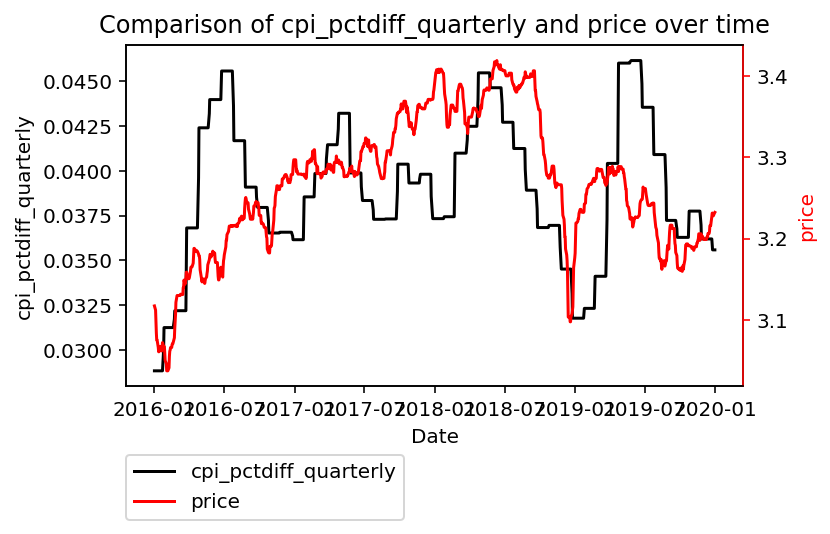 Comparison of cpi_pctdiff_quarterly and price over time
cpi_pctdiff_quarterly
0.0450
0.0425
0.0400
0.0375
0.0350
0.0325
0.0300
3.4
3.3
3.2
3.1
price
2016-01 2016-07 2017-01 2017-07 2018-01 2018-07 2019-01 2019-07 2020-01
Date
cpi_pctdiff_quarterly
price